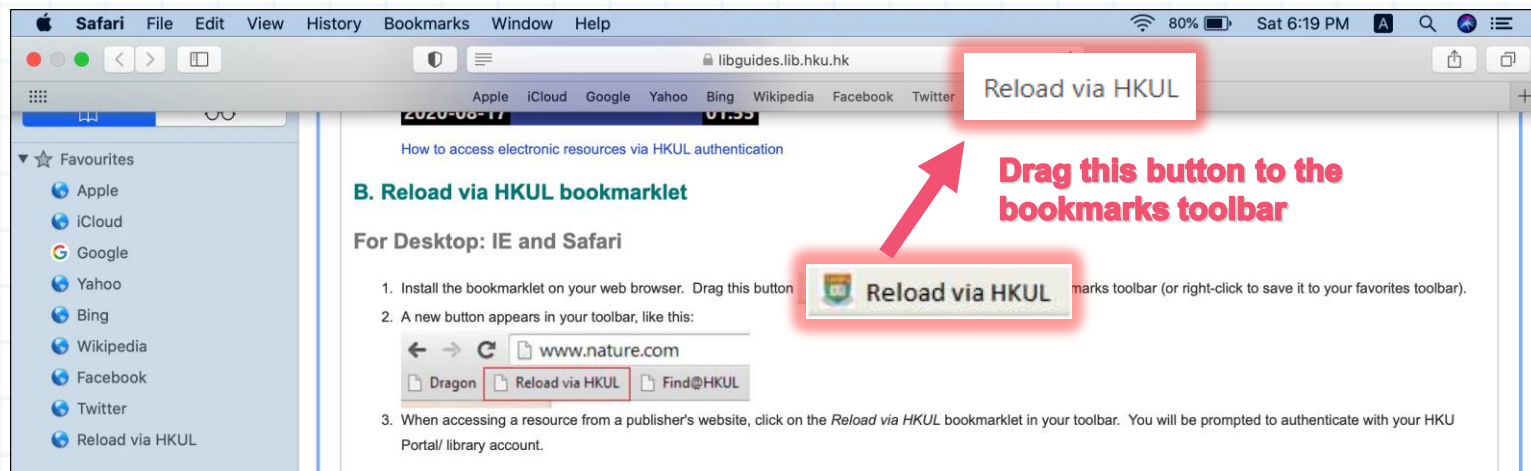 Safari File Edit View History Bookmarks Window Help 80% Sat 6:19 PM A
libguides.lib.hku.hk
Apple iCloud Google Yahoo Bing Wikipedia Facebook Twitter Reload via HKUL
2020-08-17 01:55
Favourites
Apple
iCloud
Google
Yahoo
Bing
Wikipedia
Facebook
Twitter
Reload via HKUL
How to access electronic resources via HKUL authentication
B. Reload via HKUL bookmarklet
Drag this button to the
bookmarks toolbar
For Desktop: IE and Safari
1. Install the bookmarklet on your web browser. Drag this button Reload via HKUL marks toolbar (or right-click to save it to your favorites toolbar).
2. A new button appears in your toolbar, like this:
www.nature.com
Dragon Reload via HKUL Find@HKUL
3. When accessing a resource from a publisher's website, click on the Reload via HKUL bookmarklet in your toolbar. You will be prompted to authenticate with your HKU
Portal/ library account.